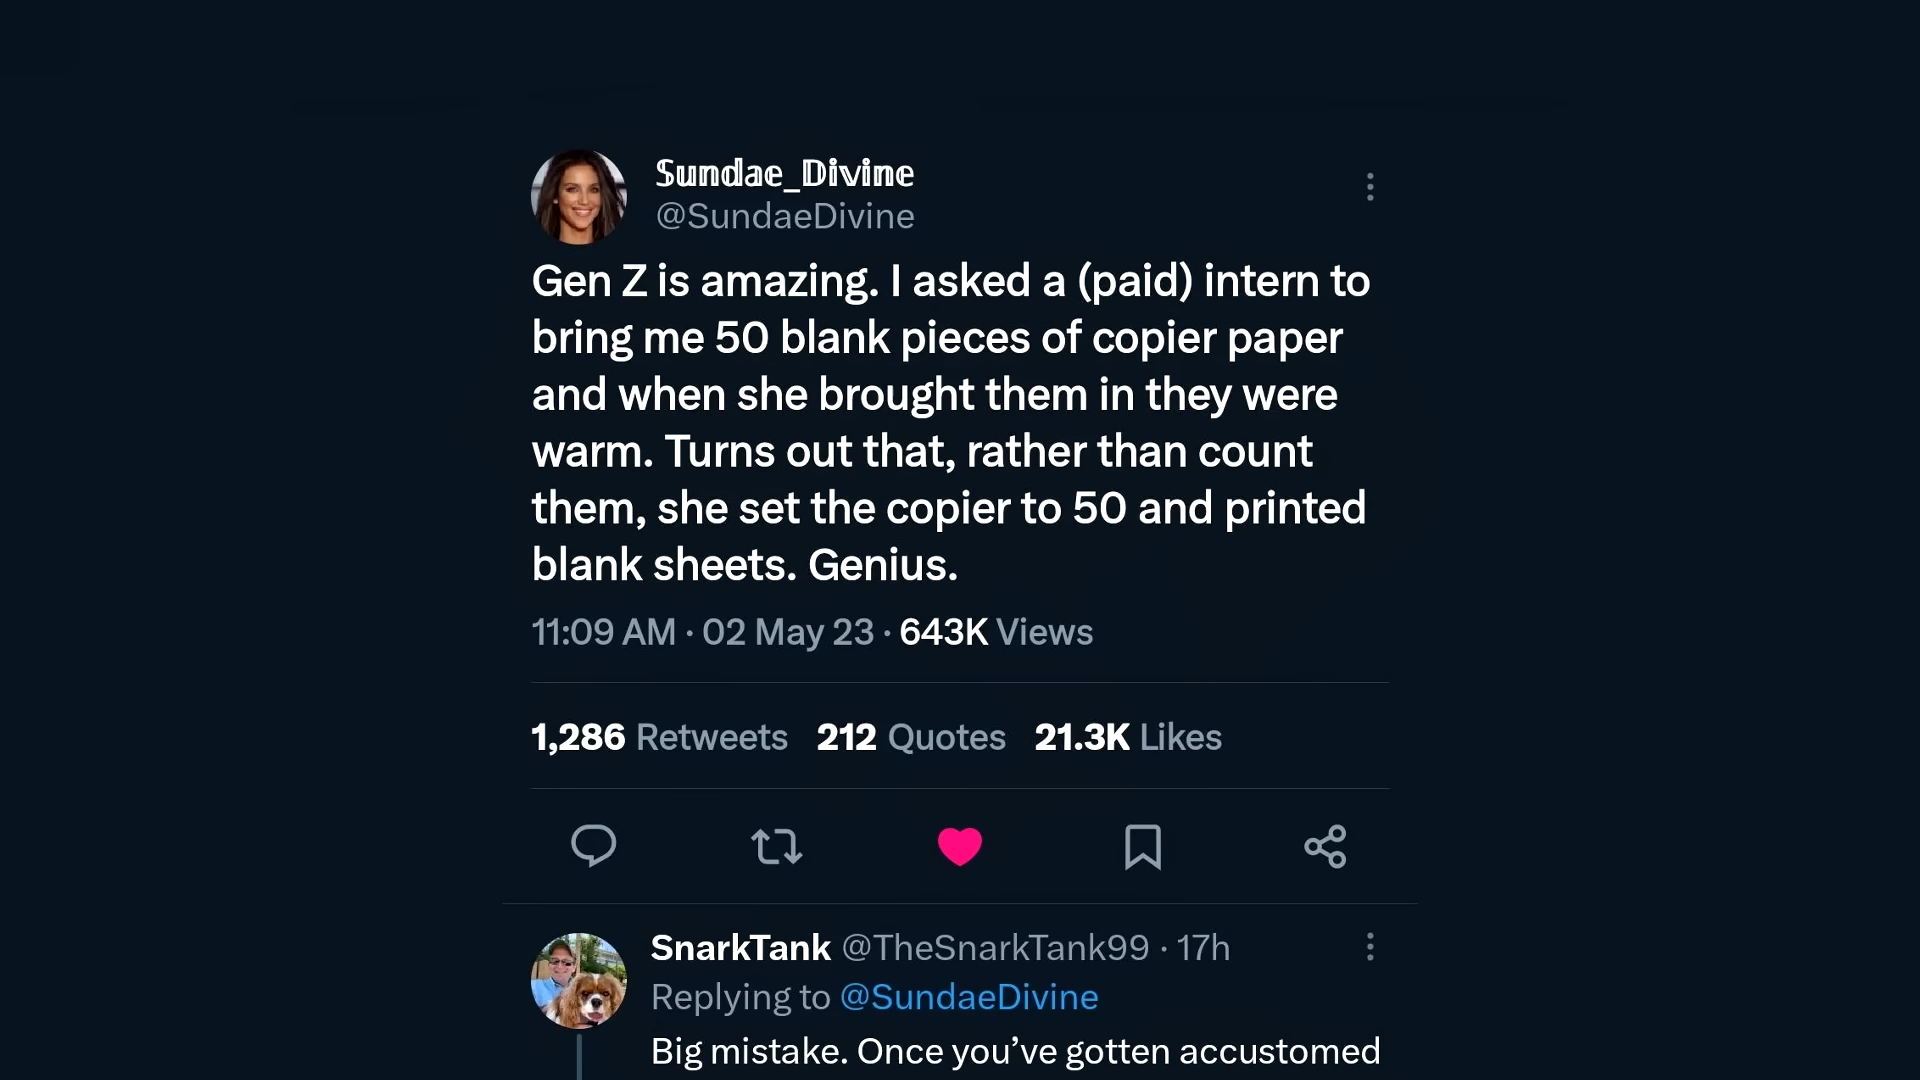 Sundae_Divine
@SundaeDivine
Gen Z is amazing. I asked a (paid) intern to
bring me 50 blank pieces of copier paper
and when she brought them in they were
warm. Turns out that, rather than count
them, she set the copier to 50 and printed
blank sheets. Genius.
11:09 AM · 02 May 23 · 643K Views
1,286 Retweets 212 Quotes 21.3K Likes
SnarkTank @TheSnarkTank99 · 17h
Replying to @SundaeDivine
Big mistake. Once you’ve gotten accustomed